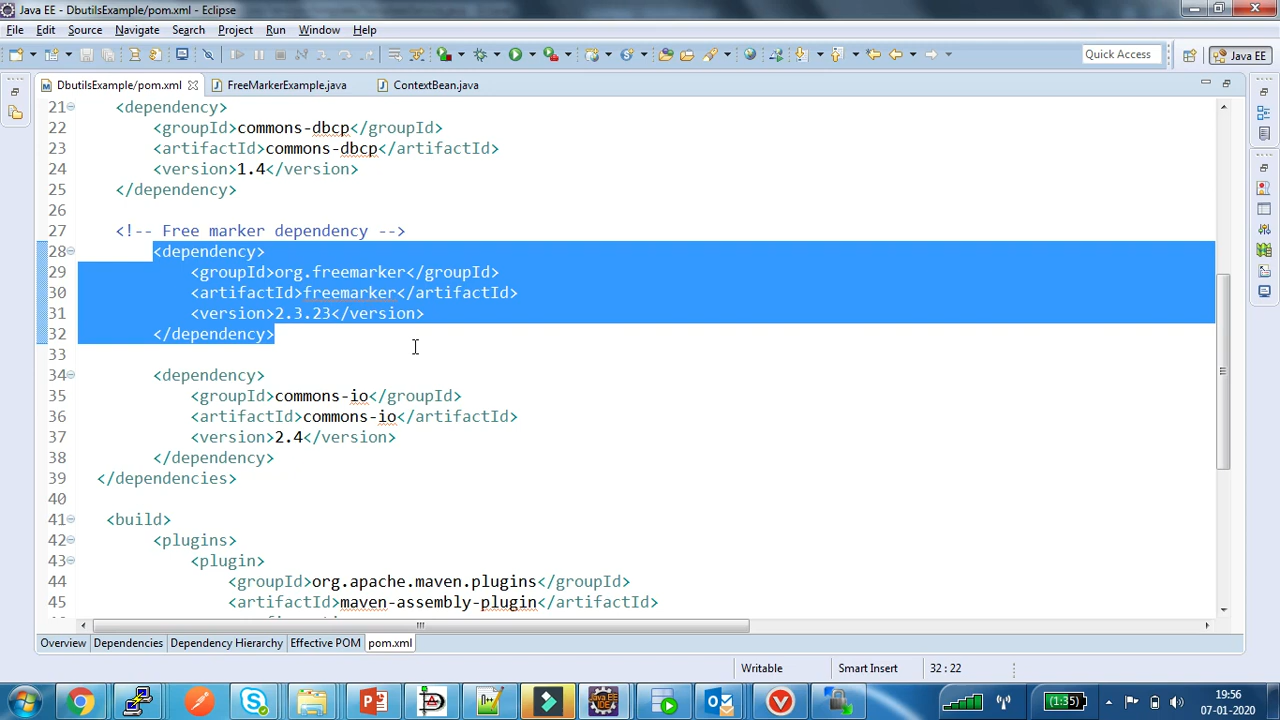 Java EE - DbutilsExample/pom.xml - Eclipse
File Edit Source Navigate Search Project Run Window Help
Quick Access Java EE
DbutilsExample/pom.xml FreeMarkerExample.java ContextBean.java
21 <dependency>
22 <groupId>commons-dbcp</groupId>
23 <artifactId>commons-dbcp</artifactId>
24 <version>1.4</version>
25 </dependency>
26
27 <!-- Free marker dependency -->
28 <dependency>
29 <groupId>org.freemarker</groupId>
30 <artifactId>freemarker</artifactId>
31 <version>2.3.23</version>
32 </dependency>
33
34 <dependency>
35 <groupId>commons-io</groupId>
36 <artifactId>commons-io</artifactId>
37 <version>2.4</version>
38 </dependency>
39 </dependencies>
40
41 <build>
42 <plugins>
43 <plugin>
44 <groupId>org.apache.maven.plugins</groupId>
45 <artifactId>maven-assembly-plugin</artifactId>
Overview Dependencies Dependency Hierarchy Effective POM pom.xml
Writable Smart Insert 32 : 22
(1:35)
19:56
07-01-2020